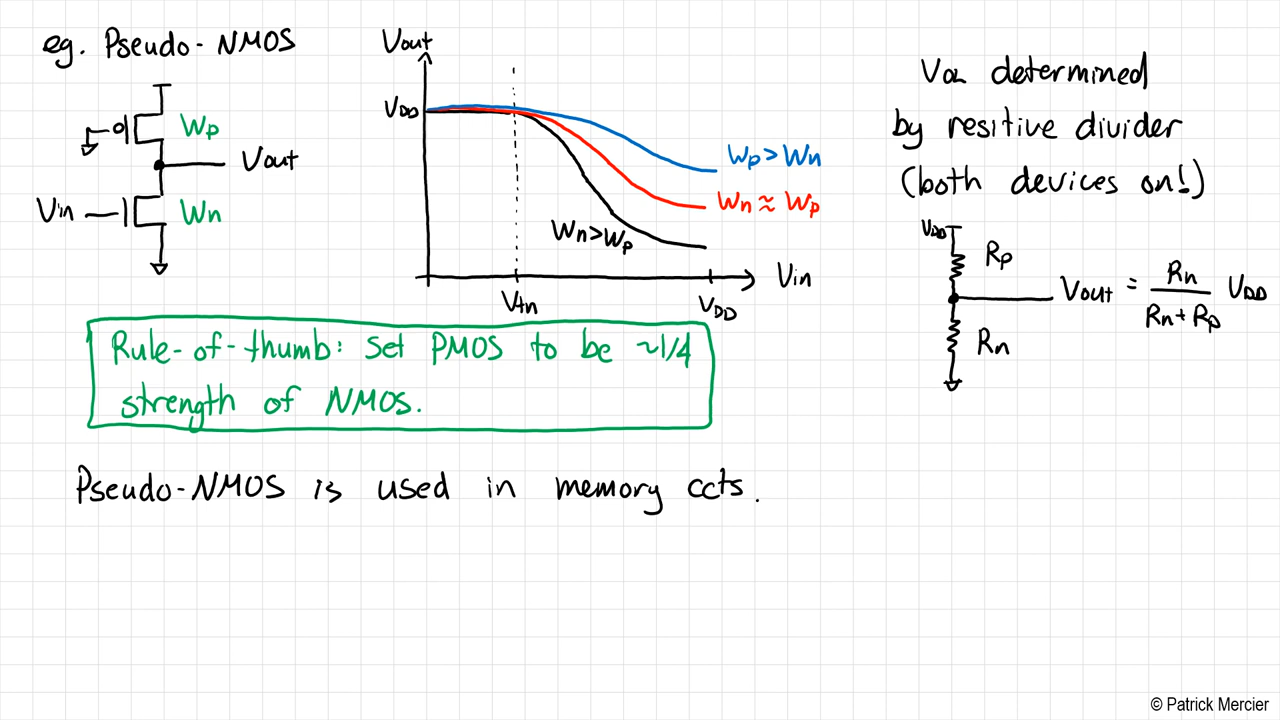 eg. Pseudo-NMOS
Wp
Vout
Vin
Wn
Vout
VDD
Wp > Wn
Wn ≈ Wp
Wn > Wp
Vin
Vtn
VDD
VOL determined
by resitive divider
(both devices on!)
VDD
Rp
Vout = Rn / (Rn + Rp) VDD
Rn
Rule-of-thumb: Set PMOS to be ~1/4
strength of NMOS.
Pseudo-NMOS is used in memory ccts.
© Patrick Mercier